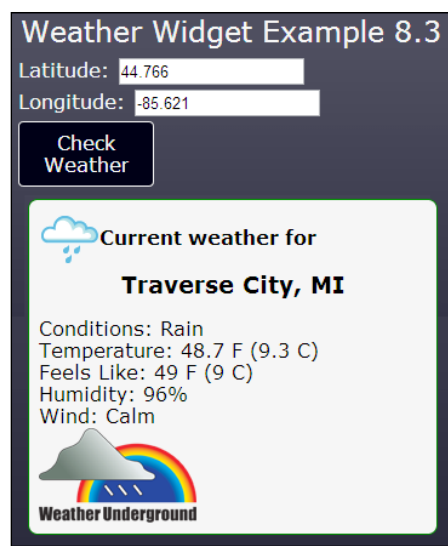 Weather Widget Example 8.3
Latitude: 44.766
Longitude: -85.621
Check
Weather
Current weather for
Traverse City, MI
Conditions: Rain
Temperature: 48.7 F (9.3 C)
Feels Like: 49 F (9 C)
Humidity: 96%
Wind: Calm
Weather Underground